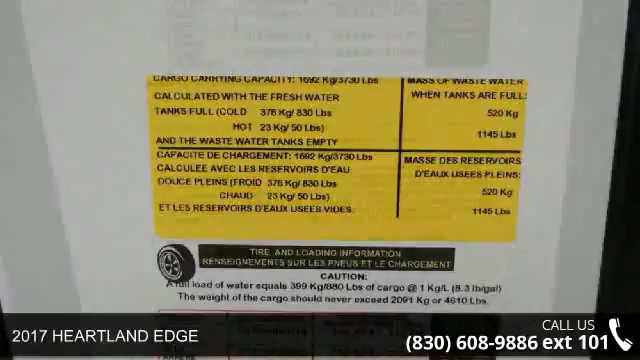 CARGO CARRYING CAPACITY: 1692 Kg/3730 Lbs
CALCULATED WITH THE FRESH WATER
TANKS FULL (COLD 376 Kg/ 830 Lbs
HOT 23 Kg/ 50 Lbs)
AND THE WASTE WATER TANKS EMPTY
MASS OF WASTE WATER
WHEN TANKS ARE FULL:
520 Kg
1145 Lbs
CAPACITE DE CHARGEMENT: 1692 Kg/3730 Lbs
CALCULEE AVEC LES RESERVOIRS D'EAU
DOUCE PLEINS (FROID 376 Kg/ 830 Lbs
CHAUD 23 Kg/ 50 Lbs)
ET LES RESERVOIRS D'EAUX USEES VIDES.
MASSE DES RESERVOIRS
D'EAUX USEES PLEINS:
520 Kg
1145 Lbs
TIRE AND LOADING INFORMATION
RENSEIGNEMENTS SUR LES PNEUS ET LE CHARGEMENT
CAUTION:
A full load of water equals 399 Kg/880 Lbs of cargo @ 1 Kg/L (8.3 lb/gal)
The weight of the cargo should never exceed 2091 Kg or 4610 Lbs.
2017 HEARTLAND EDGE
CALL US
(830) 608-9886 ext 101